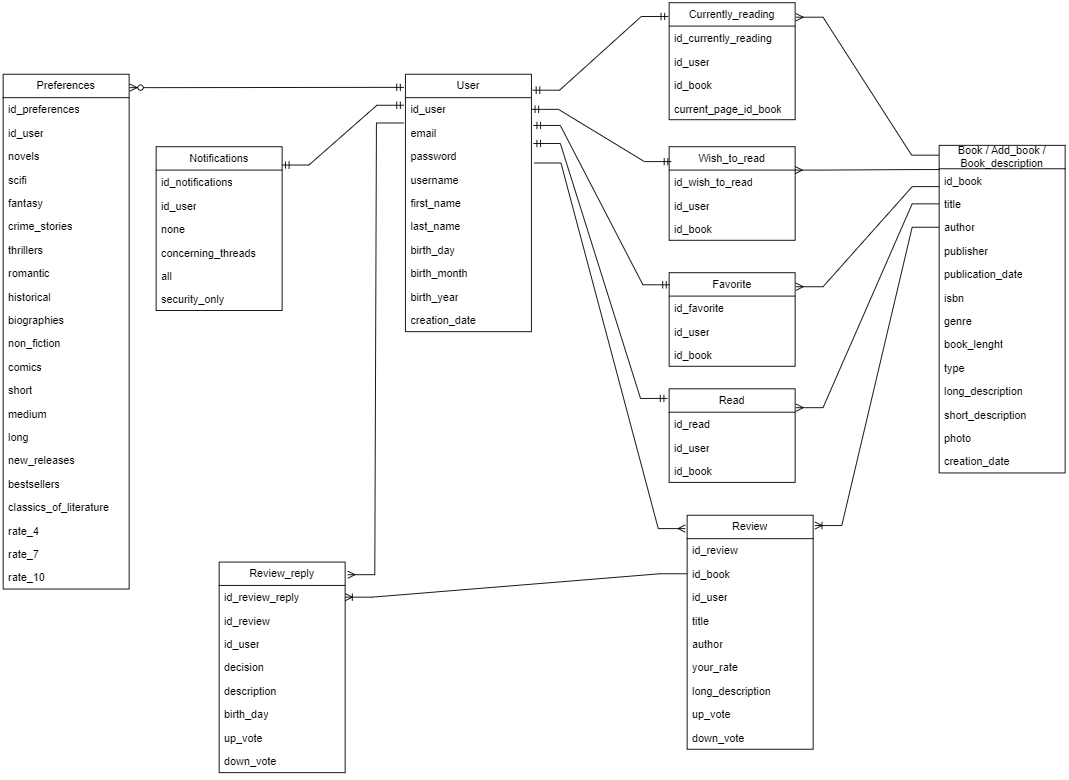 Preferences
id_preferences
id_user
novels
scifi
fantasy
crime_stories
thrillers
romantic
historical
biographies
non_fiction
comics
short
medium
long
new_releases
bestsellers
classics_of_literature
rate_4
rate_7
rate_10
Notifications
id_notifications
id_user
none
concerning_threads
all
security_only
User
id_user
email
password
username
first_name
last_name
birth_day
birth_month
birth_year
creation_date
Currently_reading
id_currently_reading
id_user
id_book
current_page_id_book
Wish_to_read
id_wish_to_read
id_user
id_book
Favorite
id_favorite
id_user
id_book
Read
id_read
id_user
id_book
Book / Add_book /
Book_description
id_book
title
author
publisher
publication_date
isbn
genre
book_lenght
type
long_description
short_description
photo
creation_date
Review
id_review
id_book
id_user
title
author
your_rate
long_description
up_vote
down_vote
Review_reply
id_review_reply
id_review
id_user
decision
description
birth_day
up_vote
down_vote